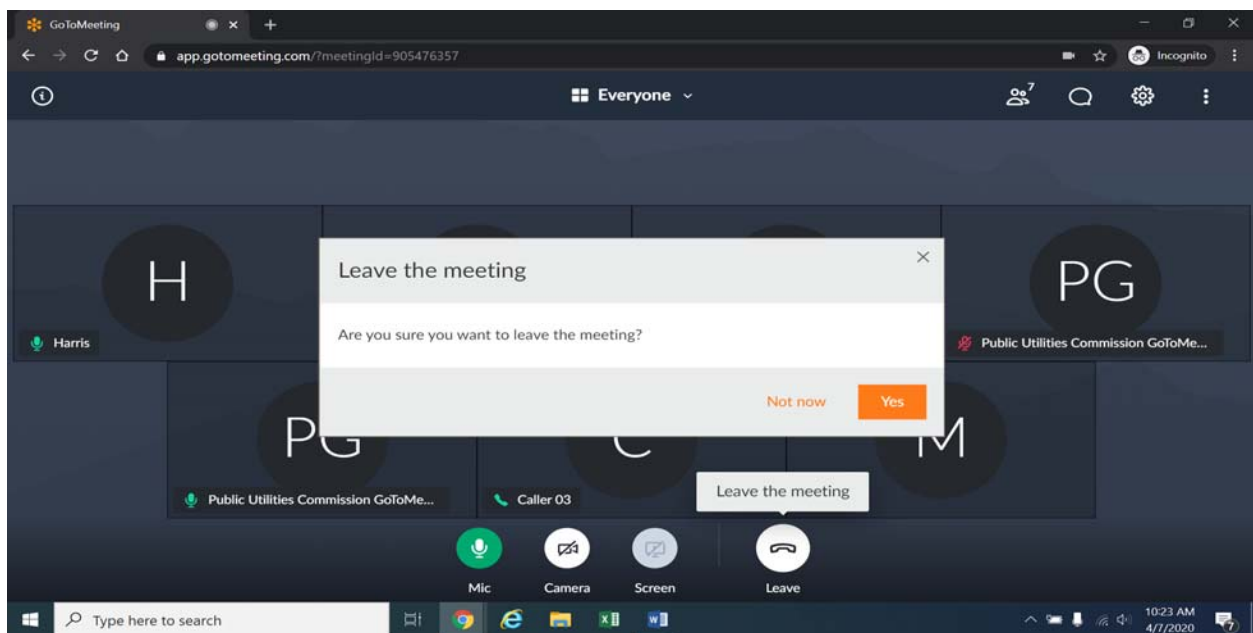 GoToMeeting
app.gotomeeting.com/?meetingId=905476357
Incognito
Everyone
7
H
PG
Harris
Public Utilities Commission GoToMe...
Leave the meeting
Are you sure you want to leave the meeting?
Not now Yes
PG C M
Public Utilities Commission GoToMe...
Caller 03
Leave the meeting
Mic Camera Screen Leave
Type here to search
10:23 AM
4/7/2020
7